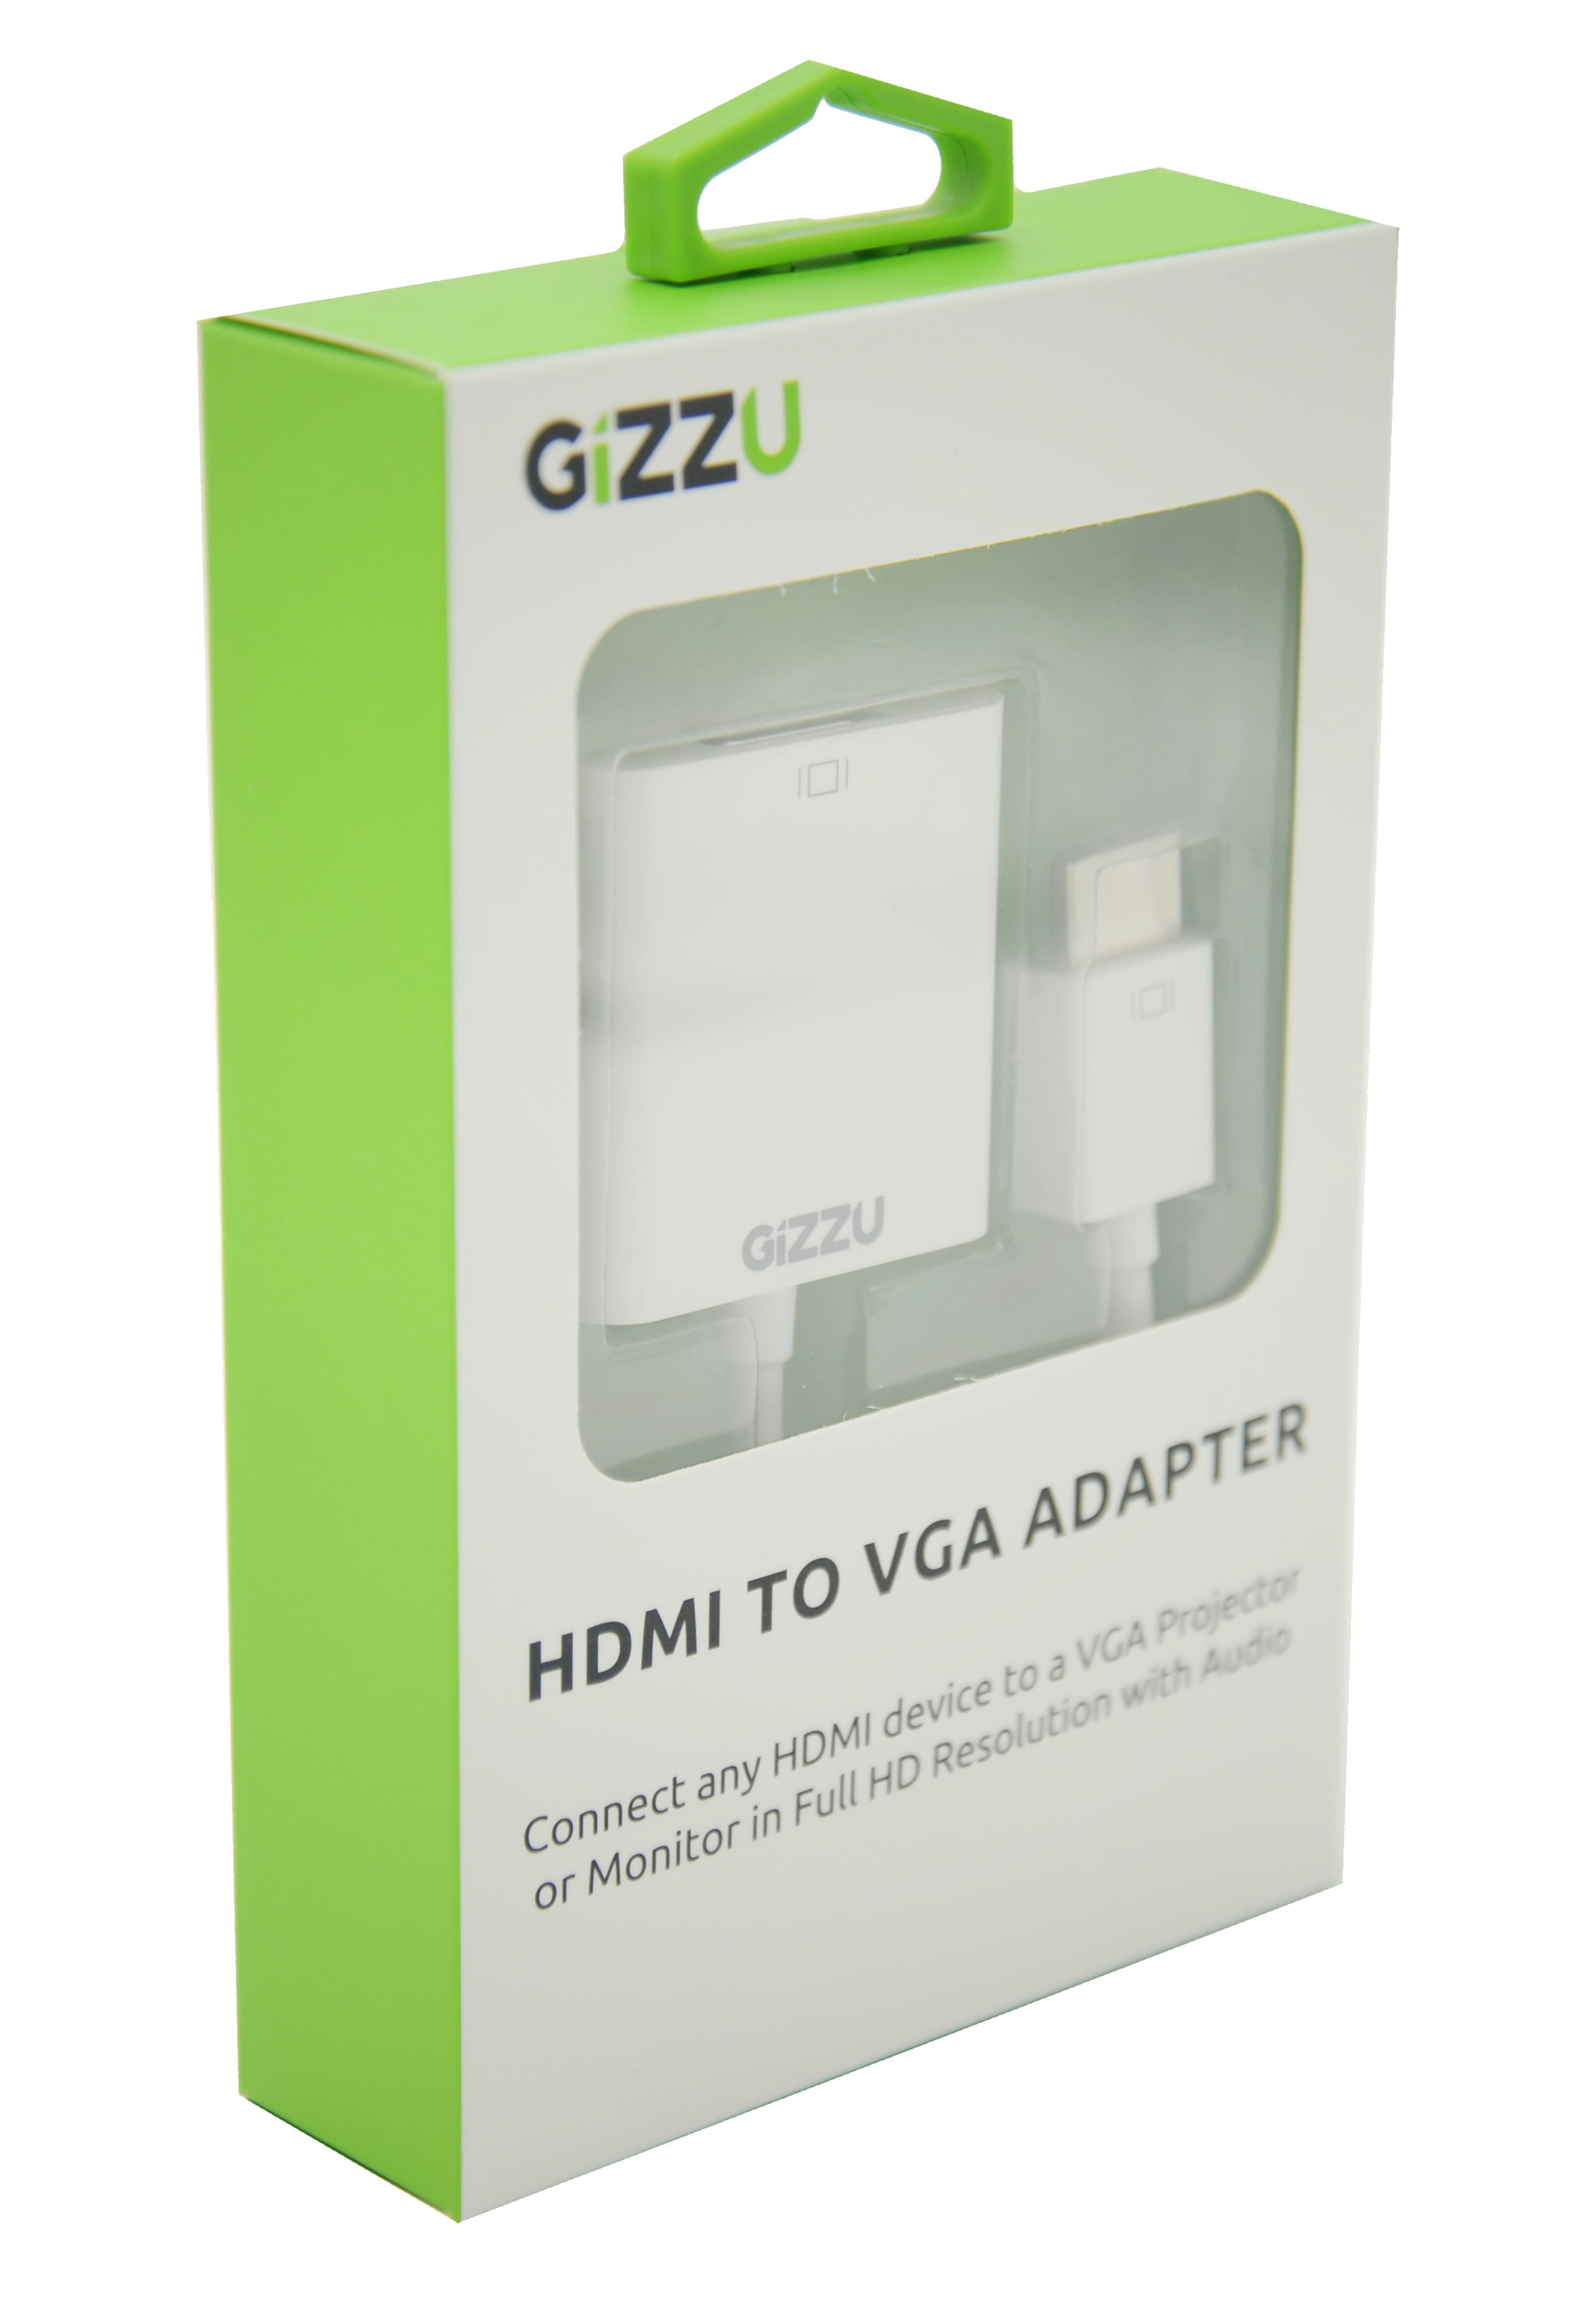 GiZZU
GiZZU
HDMI TO VGA ADAPTER
Connect any HDMI device to a VGA Projector
or Monitor in Full HD Resolution with Audio